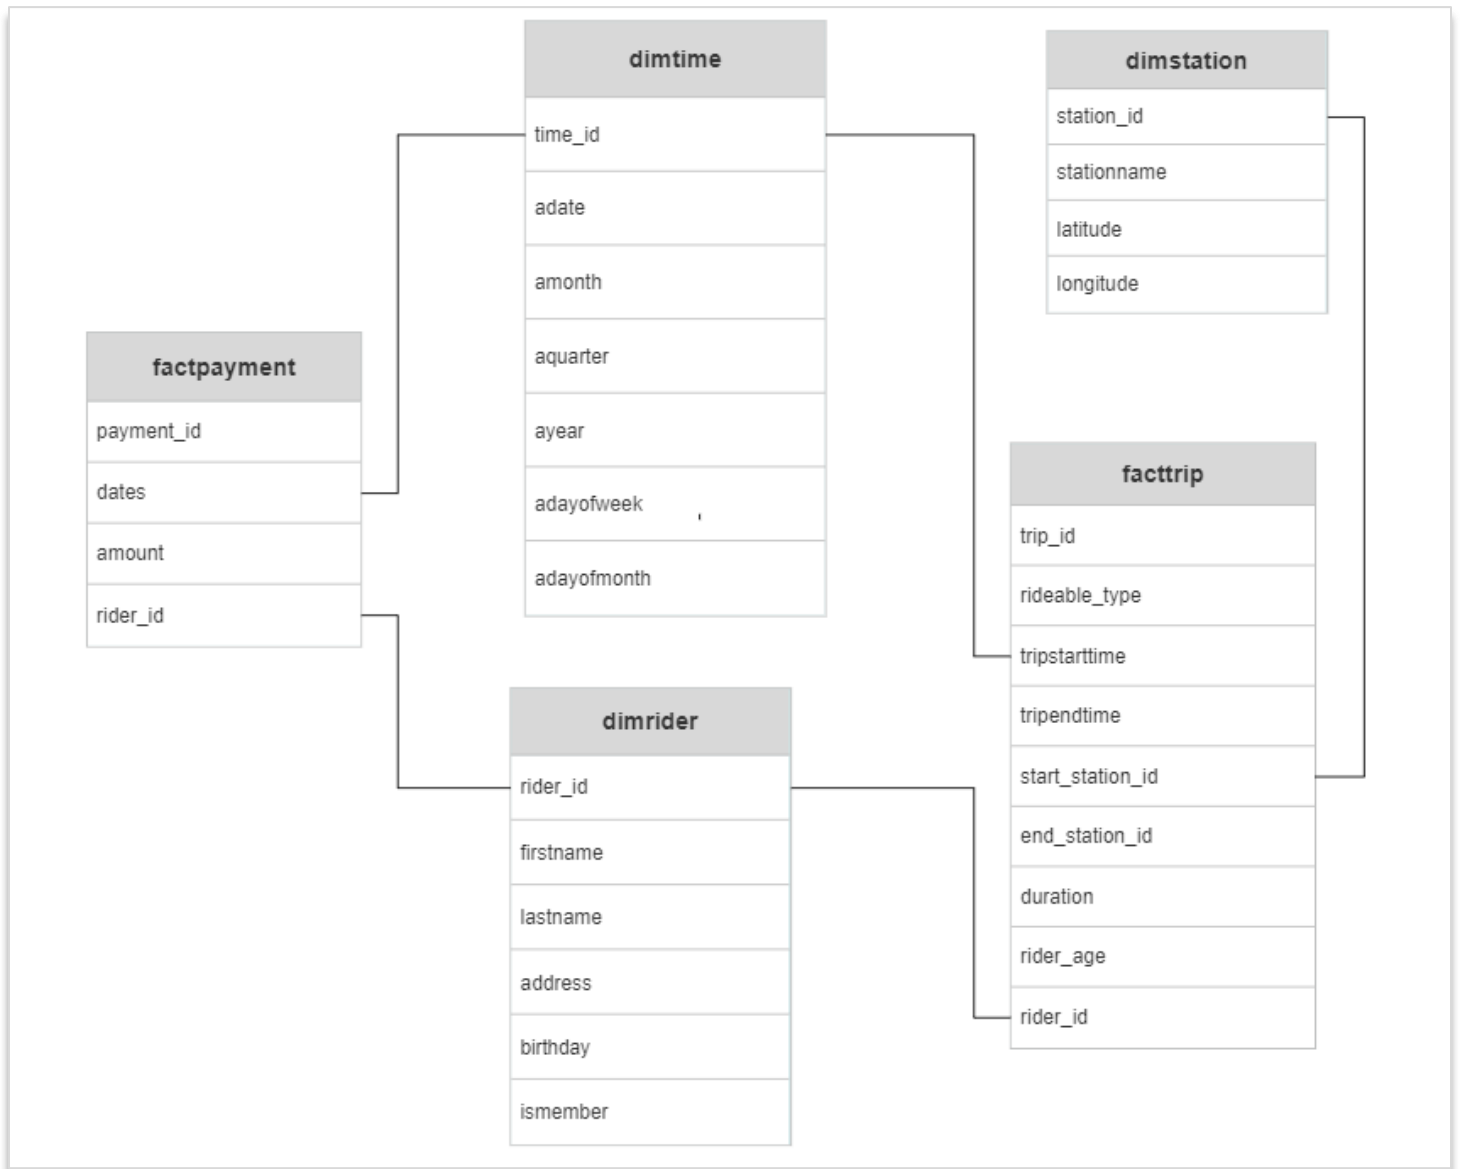 dimtime
time_id
adate
amonth
aquarter
ayear
adayofweek
adayofmonth
dimstation
station_id
stationname
latitude
longitude
factpayment
payment_id
dates
amount
rider_id
facttrip
trip_id
rideable_type
tripstarttime
tripendtime
start_station_id
end_station_id
duration
rider_age
rider_id
dimrider
rider_id
firstname
lastname
address
birthday
ismember